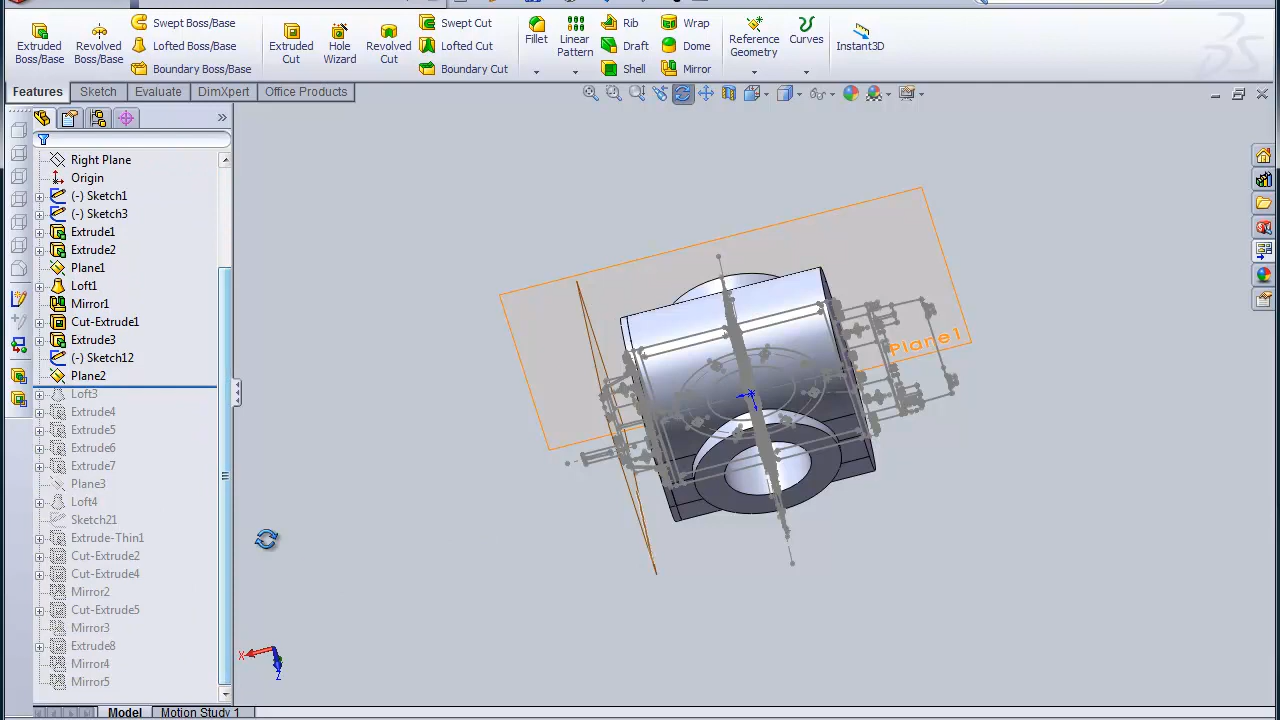 Extruded Boss/Base
Revolved Boss/Base
Swept Boss/Base
Lofted Boss/Base
Boundary Boss/Base
Extruded Cut
Hole Wizard
Revolved Cut
Swept Cut
Lofted Cut
Boundary Cut
Fillet
Linear Pattern
Rib
Draft
Shell
Wrap
Dome
Mirror
Reference Geometry
Curves
Instant3D
Features Sketch Evaluate DimXpert Office Products
Right Plane
Origin
(-) Sketch1
(-) Sketch3
Extrude1
Extrude2
Plane1
Loft1
Mirror1
Cut-Extrude1
Extrude3
(-) Sketch12
Plane2
Loft3
Extrude4
Extrude5
Extrude6
Extrude7
Plane3
Loft4
Sketch21
Extrude-Thin1
Cut-Extrude2
Cut-Extrude4
Mirror2
Cut-Extrude5
Mirror3
Extrude8
Mirror4
Mirror5
Plane1
X
Z
Model Motion Study 1